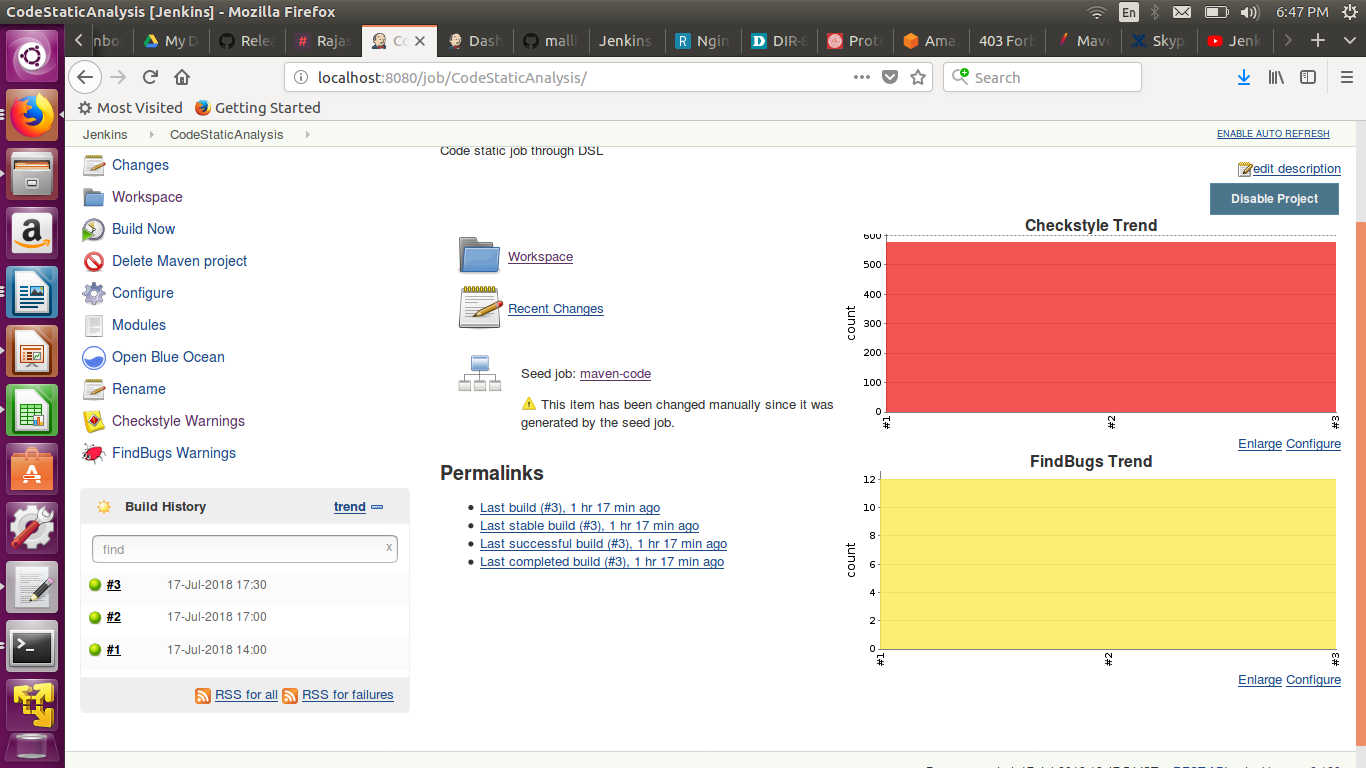 CodeStaticAnalysis [Jenkins] - Mozilla Firefox
En
6:47 PM
nbo
My D
Relea
Rajas
Co
Dash
malli
Jenkins
Ngin
DIR-8
Prote
Amaz
403 Forb
Mave
Skyp
Jenk
localhost:8080/job/CodeStaticAnalysis/
Search
Most Visited
Getting Started
Jenkins
CodeStaticAnalysis
ENABLE AUTO REFRESH
Changes
Workspace
Build Now
Delete Maven project
Configure
Modules
Open Blue Ocean
Rename
Checkstyle Warnings
FindBugs Warnings
Build History
trend
find
x
#3 17-Jul-2018 17:30
#2 17-Jul-2018 17:00
#1 17-Jul-2018 14:00
RSS for all RSS for failures
Code static job through DSL
edit description
Disable Project
Workspace
Recent Changes
Seed job: maven-code
This item has been changed manually since it was
generated by the seed job.
Permalinks
Last build (#3), 1 hr 17 min ago
Last stable build (#3), 1 hr 17 min ago
Last successful build (#3), 1 hr 17 min ago
Last completed build (#3), 1 hr 17 min ago
Checkstyle Trend
600
500
400
300
200
100
0
count
#1
#2
#3
Enlarge Configure
FindBugs Trend
12
10
8
6
4
2
0
count
#1
#2
#3
Enlarge Configure